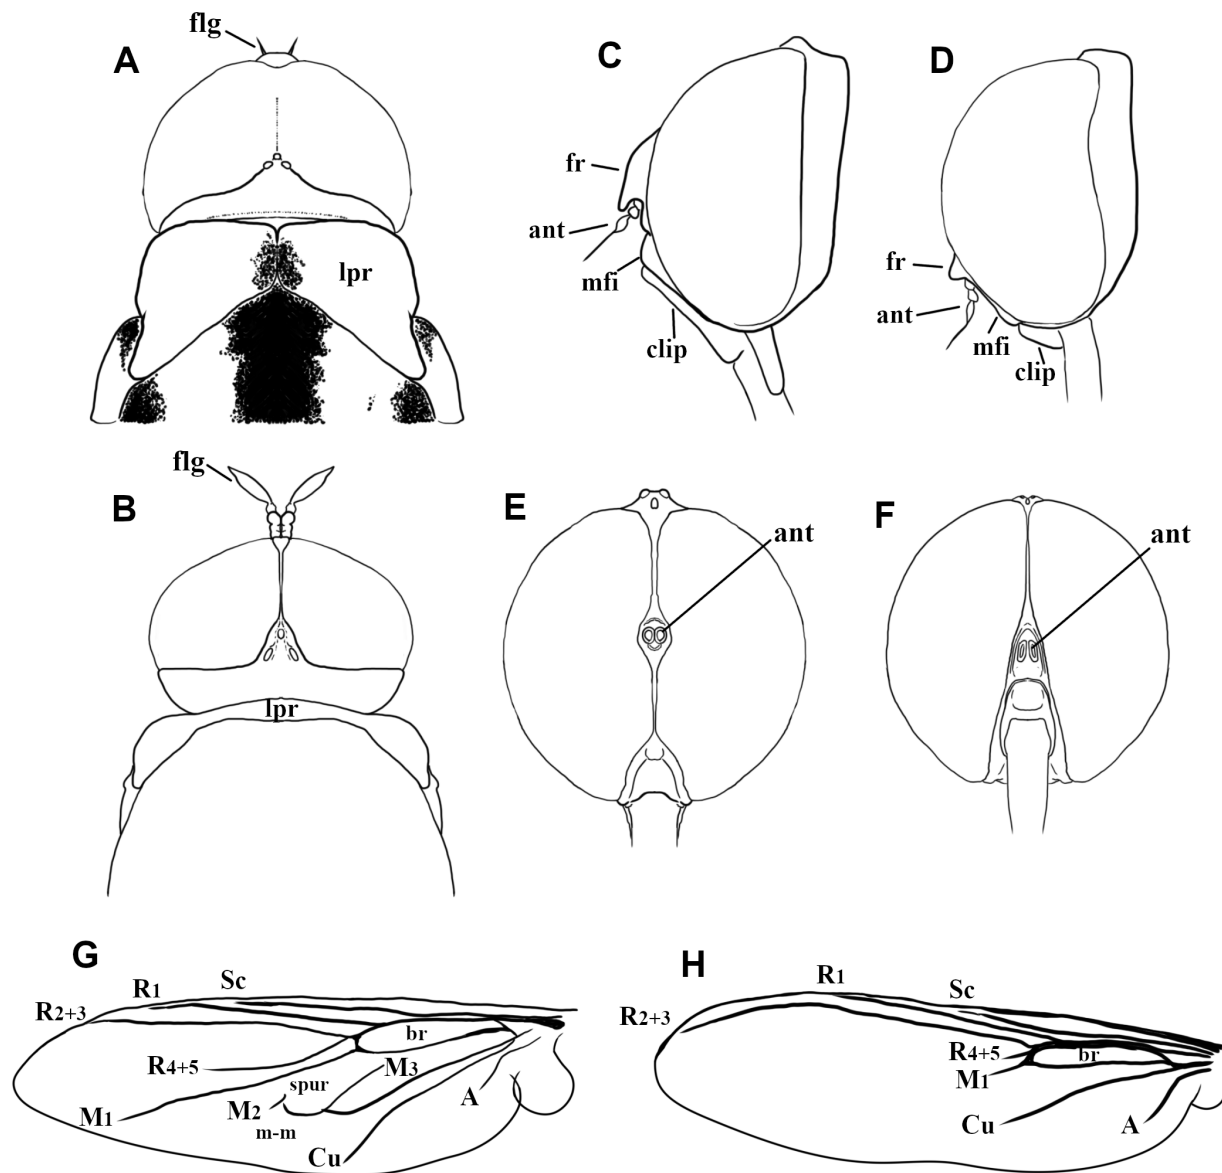 A
flg
lpr
C
fr
ant
mfi
clip
D
fr
ant
mfi
clip
B
flg
lpr
E
ant
F
ant
G
R2+3
R1
Sc
br
R4+5
M3
spur
M1
M2
m-m
A
Cu
H
R2+3
R1
Sc
R4+5
br
M1
Cu
A